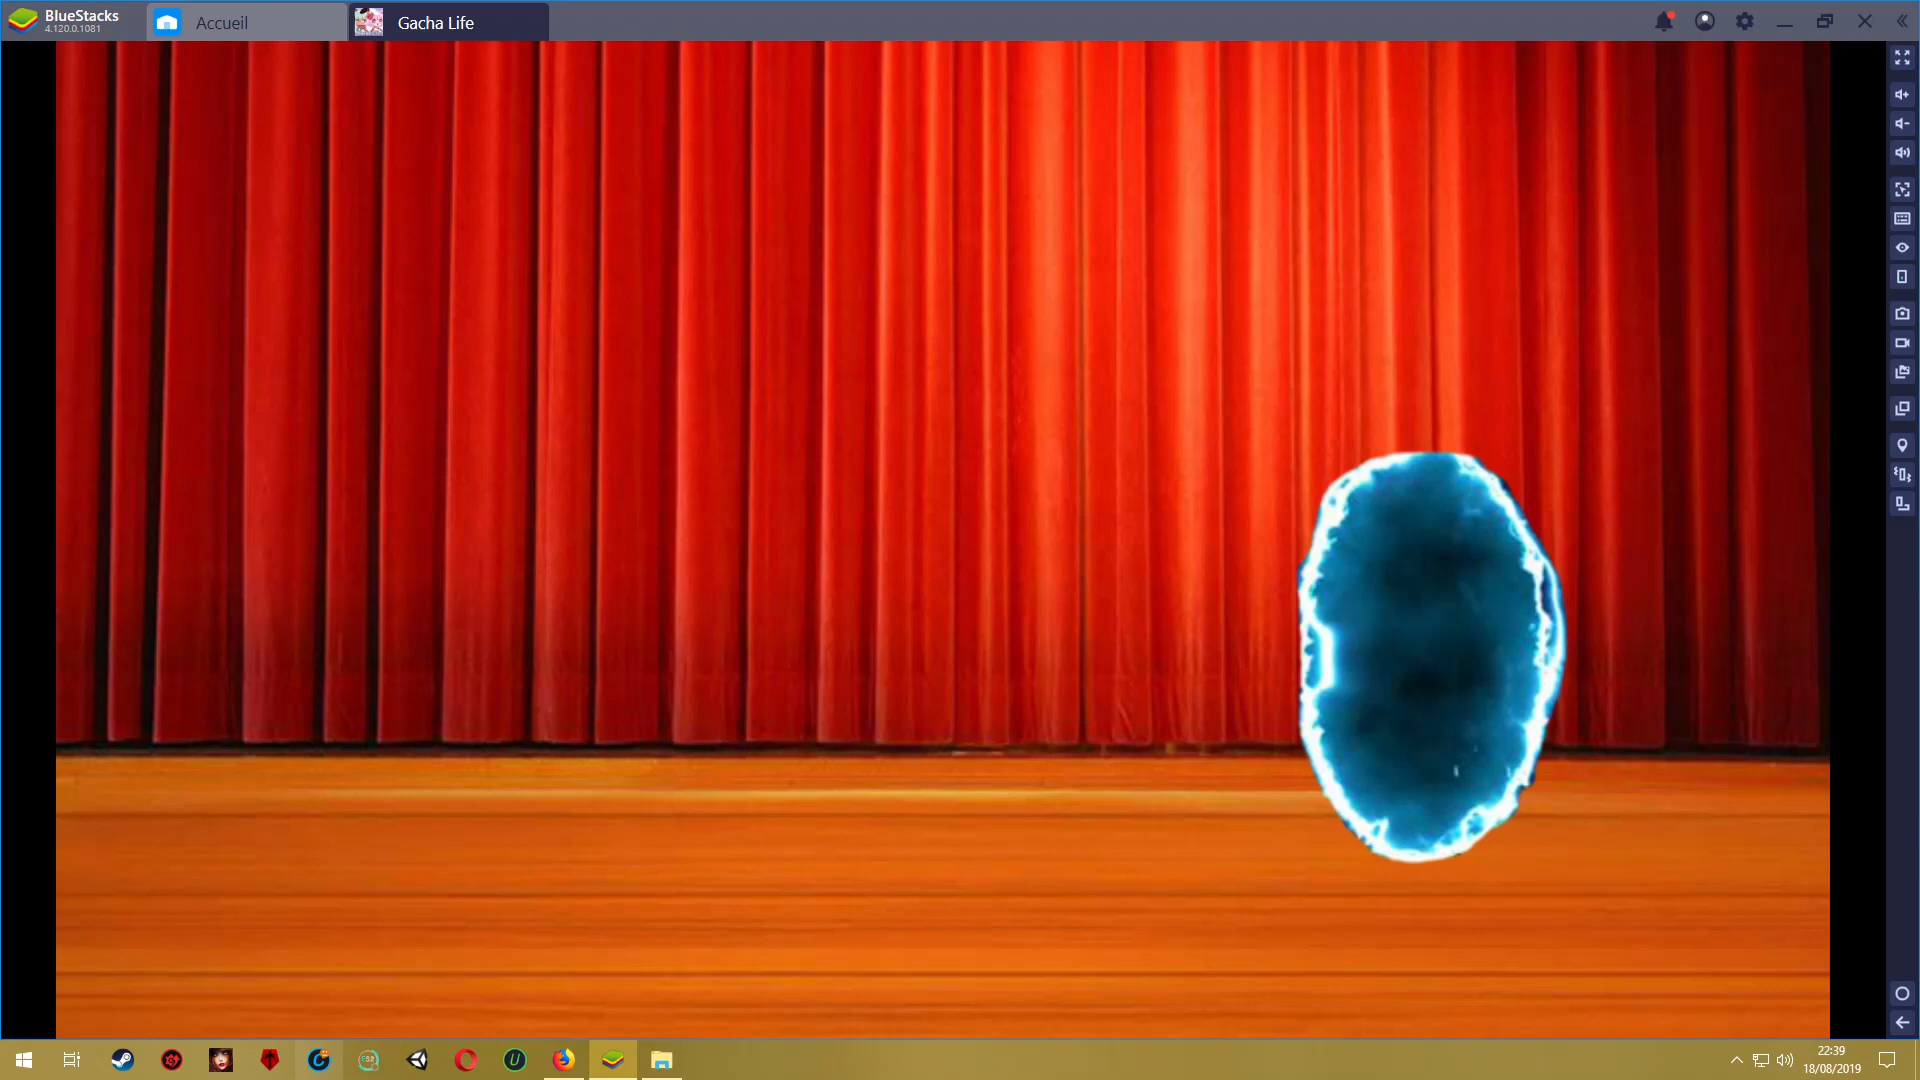 BlueStacks
4.120.0.1081
Accueil
Gacha Life
22:39
18/08/2019